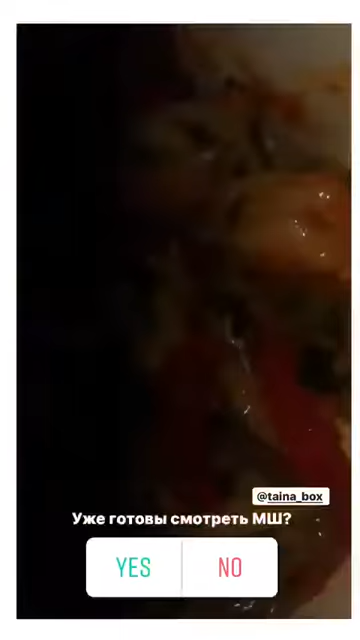 @taina_box
Уже готовы смотреть МШ?
YES
NO